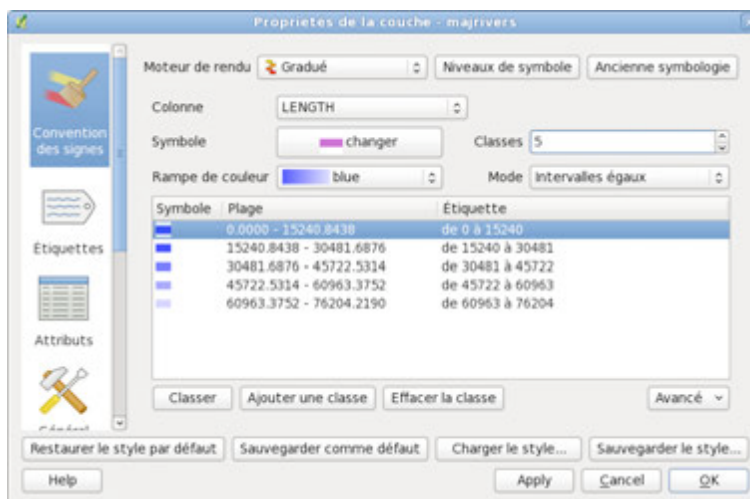 Proprietes de la couche - majrivers
Convention des signes
Étiquettes
Attributs
Général
Moteur de rendu Gradué Niveaux de symbole Ancienne symbologie
Colonne LENGTH
Symbole changer Classes 5
Rampe de couleur blue Mode Intervalles égaux
Symbole Plage Étiquette
0.0000 - 15240.8438 de 0 à 15240
15240.8438 - 30481.6876 de 15240 à 30481
30481.6876 - 45722.5314 de 30481 à 45722
45722.5314 - 60963.3752 de 45722 à 60963
60963.3752 - 76204.2190 de 60963 à 76204
Classer Ajouter une classe Effacer la classe Avancé
Restaurer le style par défaut Sauvegarder comme défaut Charger le style... Sauvegarder le style...
Help Apply Cancel OK